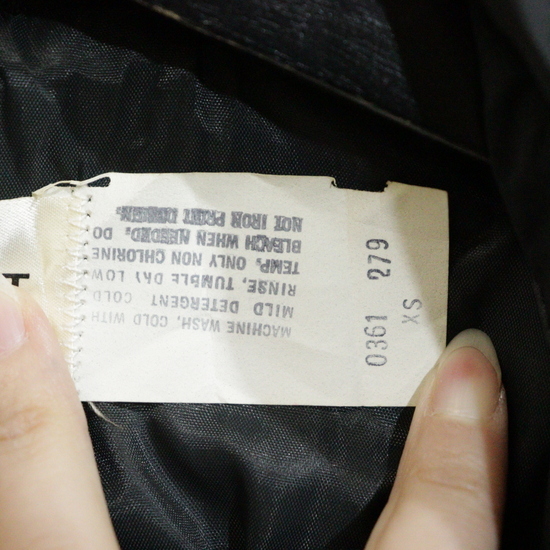 MACHINE WASH, COLD WITH
MILD DETERGENT COLD
RINSE, TUMBLE DRY LOW
TEMP, ONLY NON CHLORINE
BLEACH WHEN NEEDED, DO
NOT IRON PRINT DESIGN.
0361 279
XS